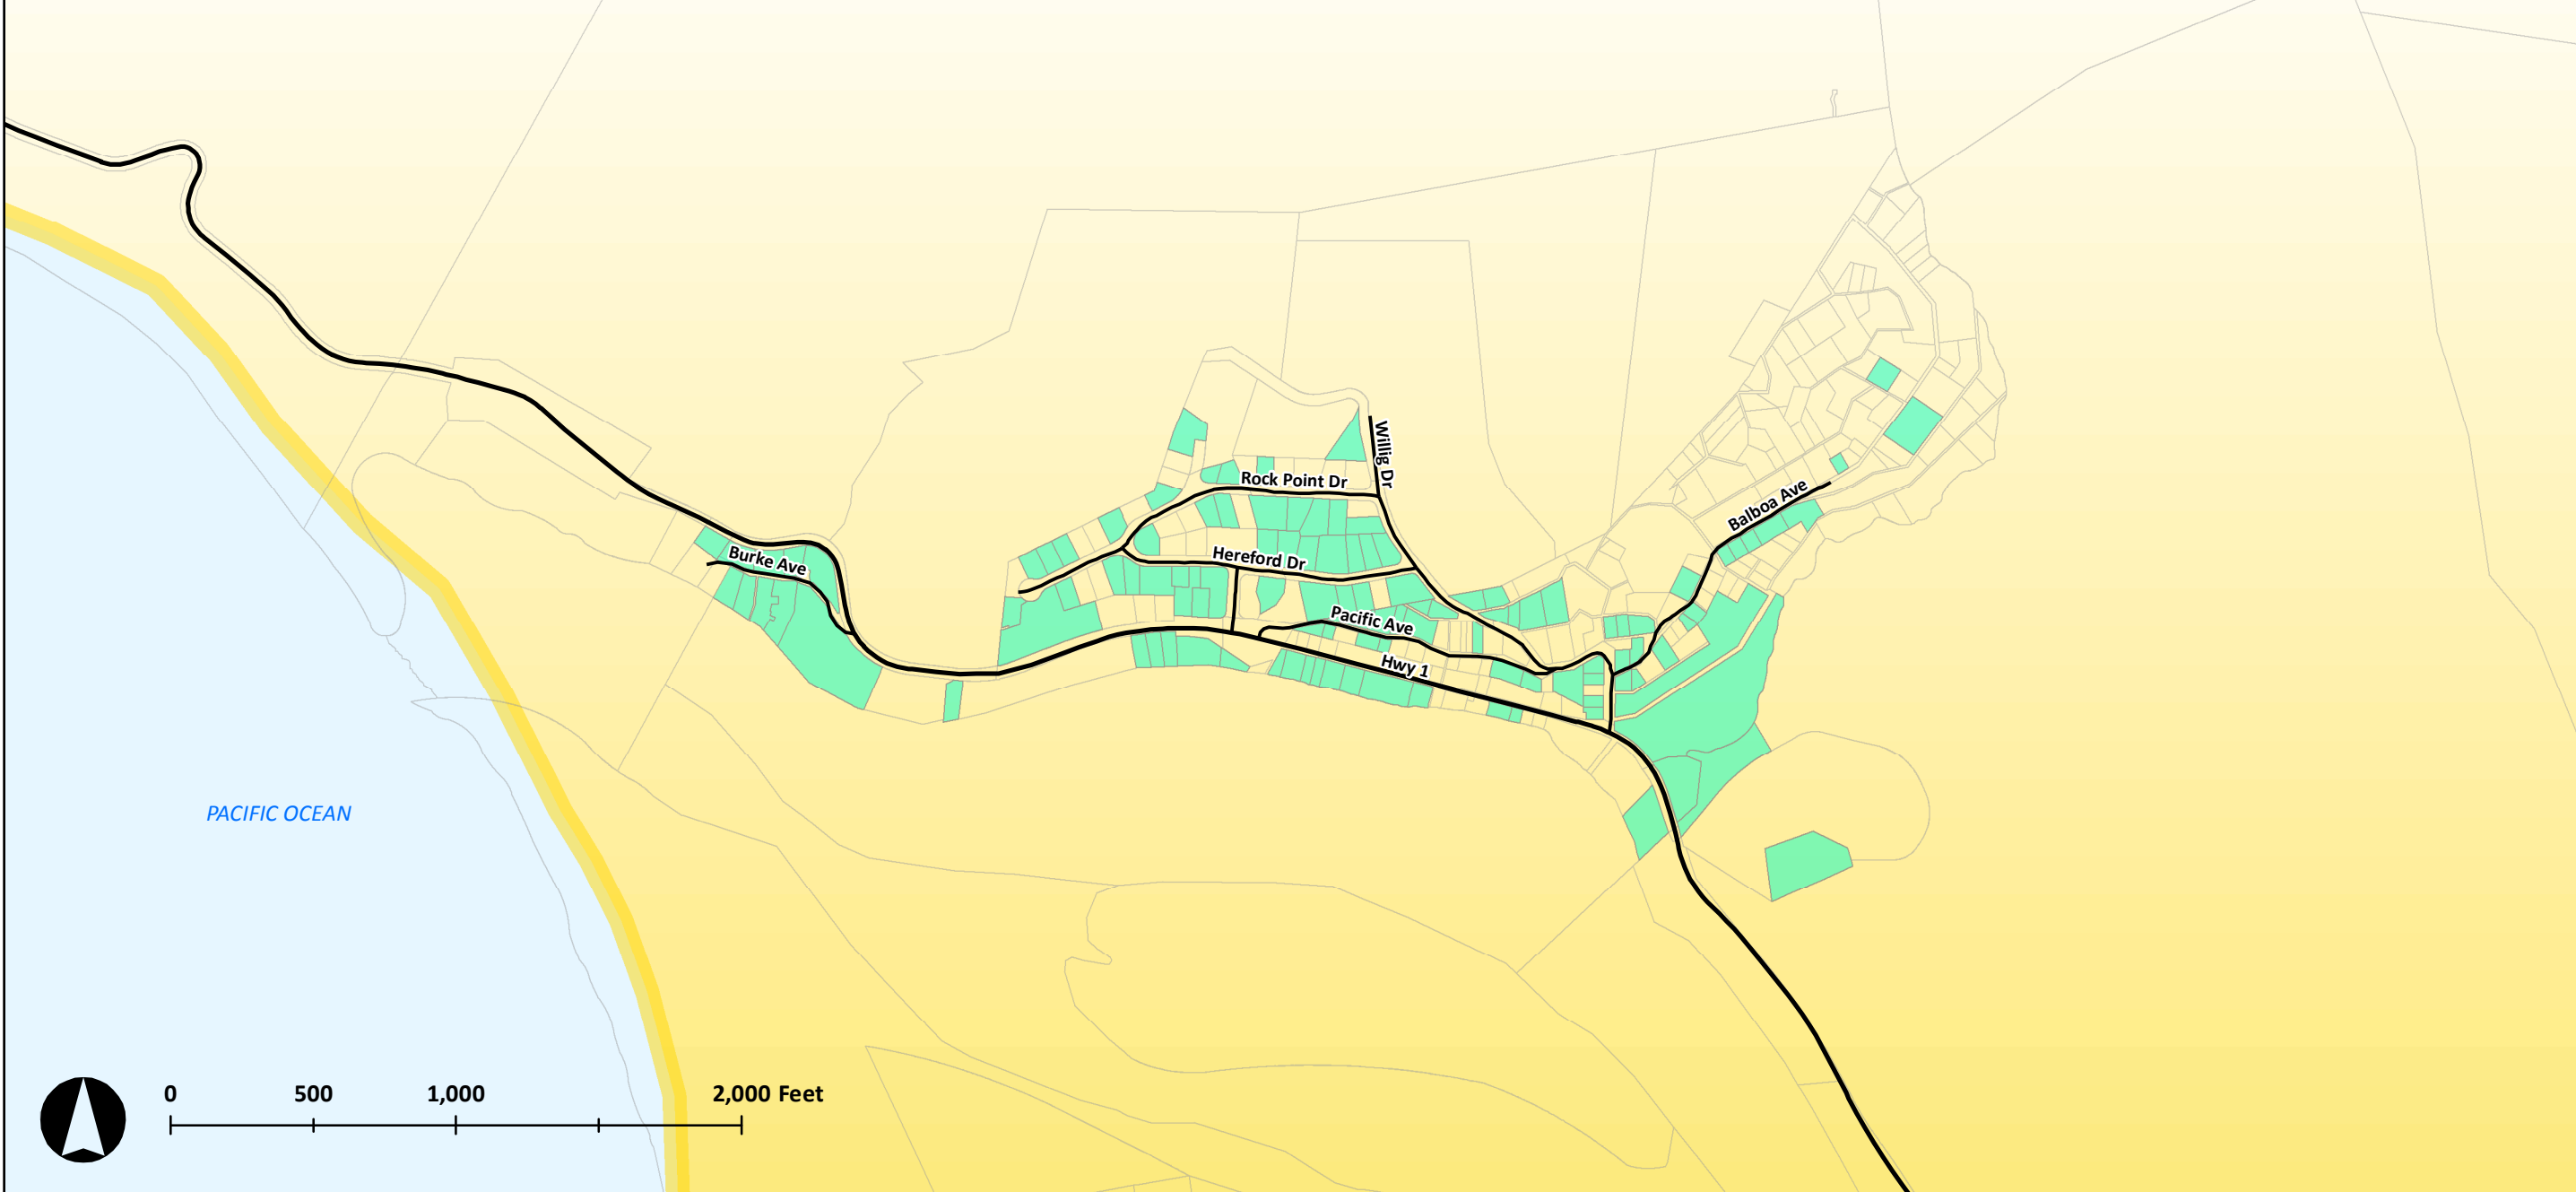 Willig Dr
Rock Point Dr
Balboa Ave
Burke Ave
Hereford Dr
Pacific Ave
Hwy 1
PACIFIC OCEAN
0 500 1,000 2,000 Feet